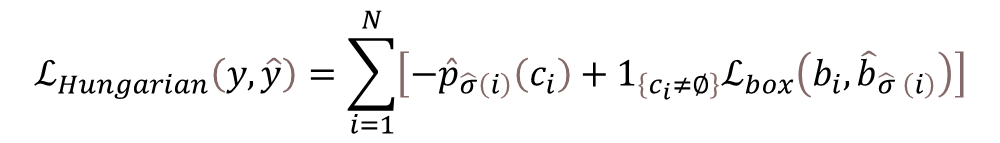 ℒ_{Hungarian}(y, ŷ) = ∑_{i=1}^{N} [−p̂_{σ̂(i)}(c_i) + 1_{\{c_i≠∅\}} ℒ_{box}(b_i, b̂_{σ̂ (i)})]